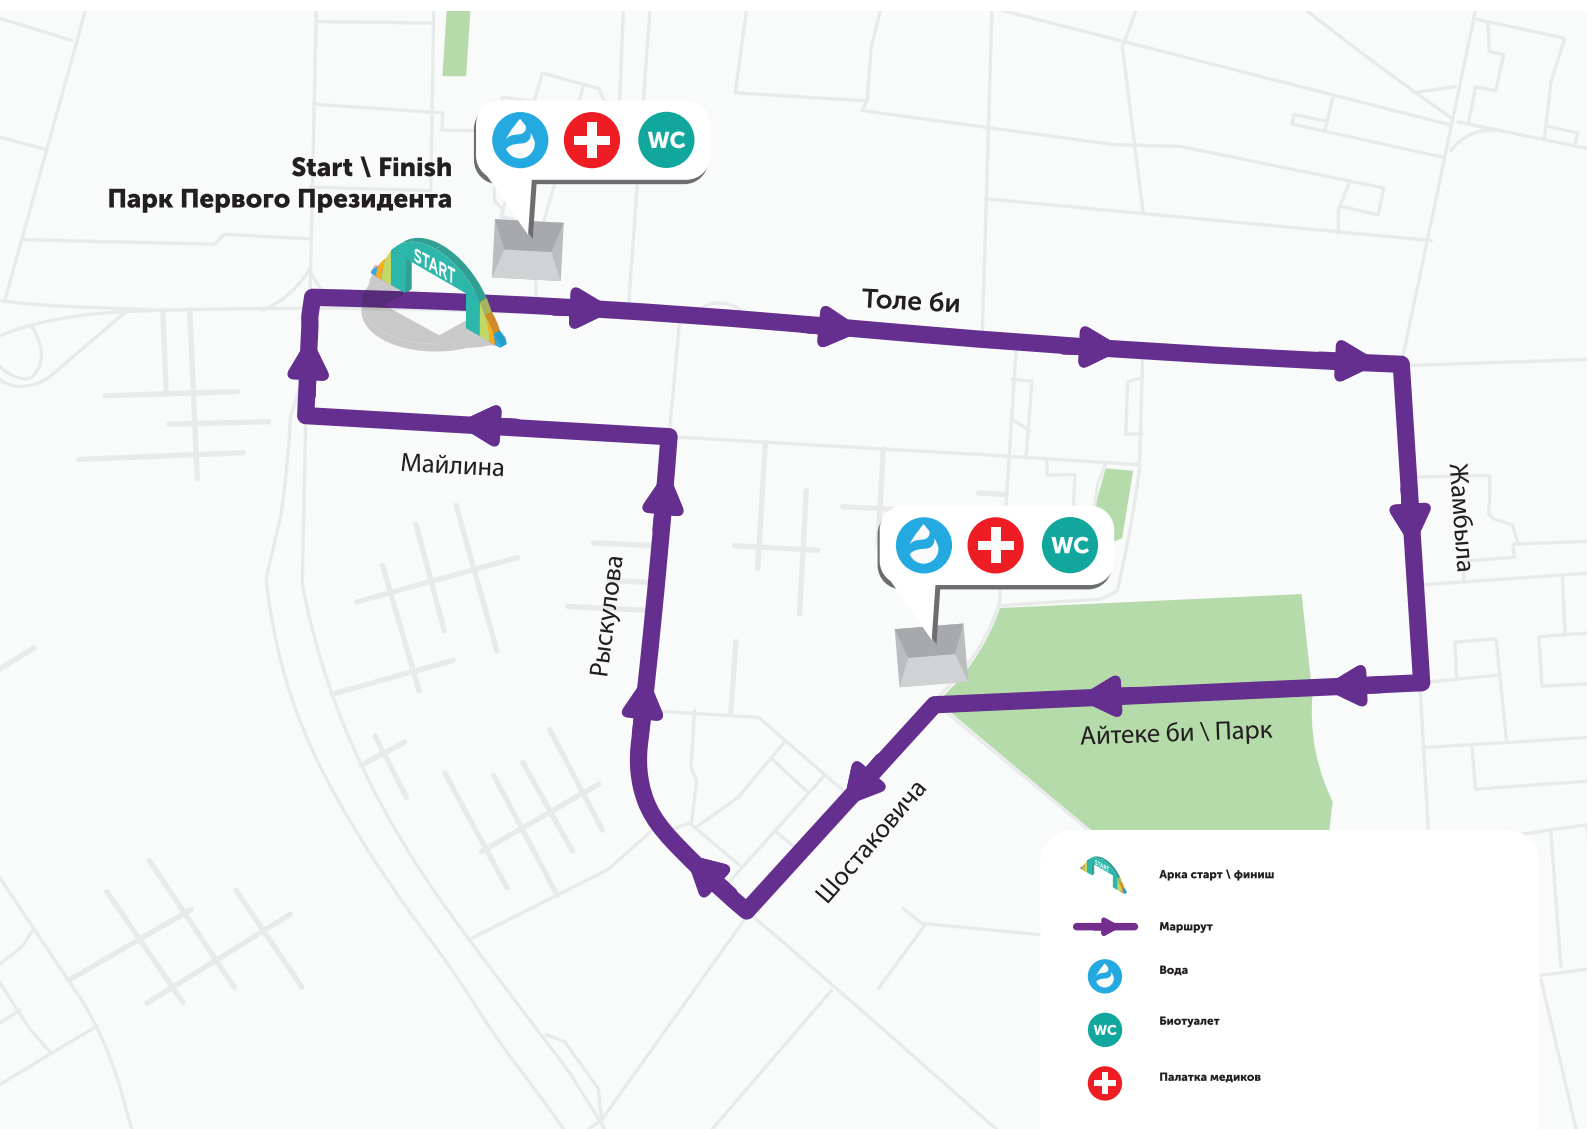 WC
Start \ Finish
Парк Первого Президента
START
Толе би
Майлина
Жамбыла
WC
Рыскулова
Айтеке би \ Парк
Шостаковича
START
Арка старт \ финиш
Маршрут
Вода
WC
Биотуалет
Палатка медиков